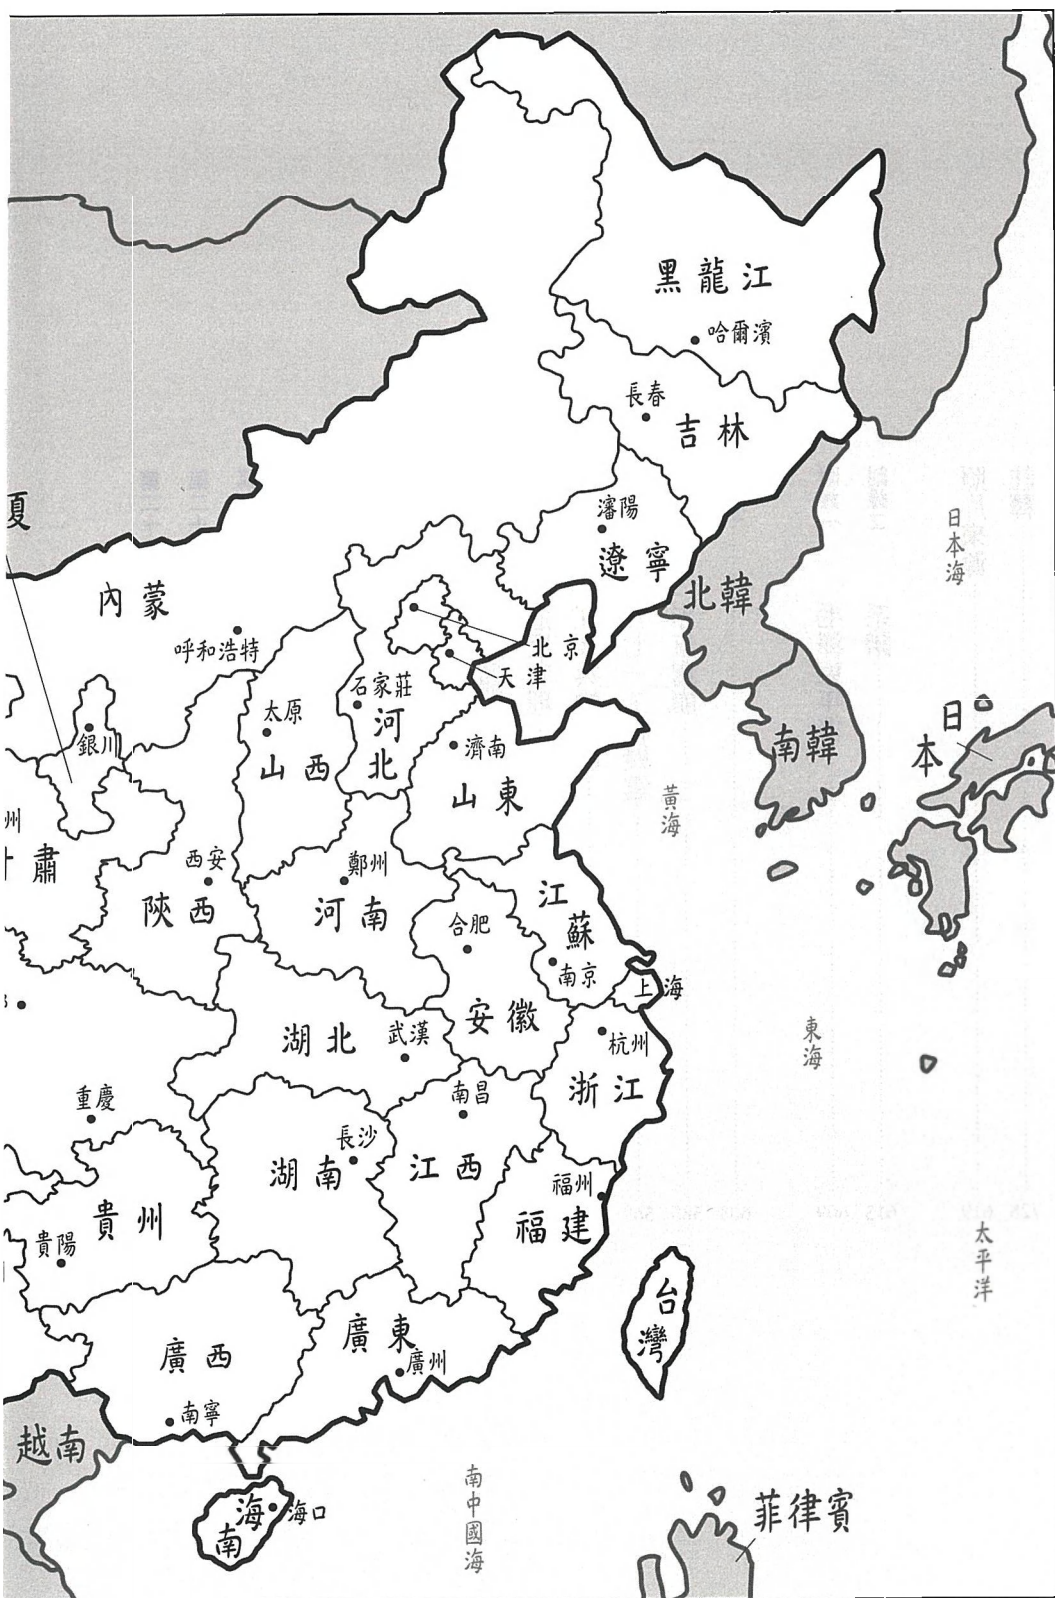 黑龍江
哈爾濱
長春
吉林
瀋陽
遼寧
夏
內蒙
呼和浩特
北京
天津
北韓
日本海
石家莊
河北
太原
山西
濟南
山東
銀川
南韓
日本
黃海
州
肅
西安
陝西
鄭州
河南
江蘇
合肥
南京
安徽
上海
湖北
武漢
杭州
浙江
東海
重慶
南昌
長沙
湖南
江西
福州
福建
貴州
貴陽
太平洋
台灣
廣西
廣東
廣州
南寧
越南
海南
海口
南中國海
菲律賓